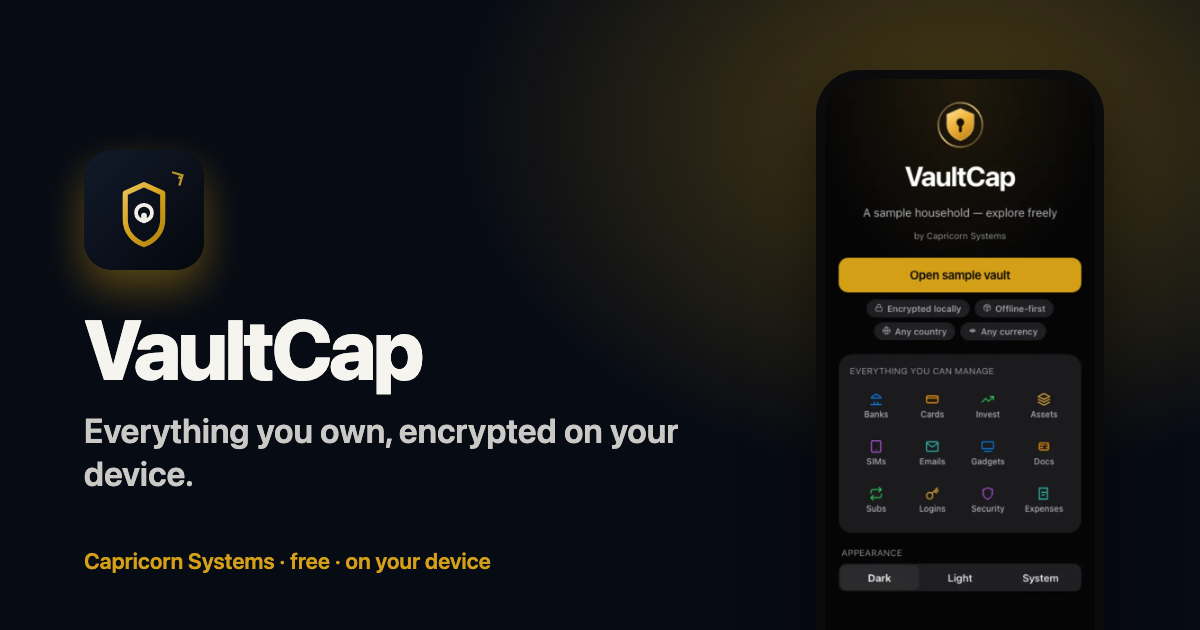 VaultCap
Everything you own, encrypted on your
device.
Capricorn Systems · free · on your device
VaultCap
A sample household — explore freely
by Capricorn Systems
Open sample vault
Encrypted locally
Offline-first
Any country
Any currency
EVERYTHING YOU CAN MANAGE
Banks
Cards
Invest
Assets
SIMs
Emails
Gadgets
Docs
Subs
Logins
Security
Expenses
APPEARANCE
Dark
Light
System